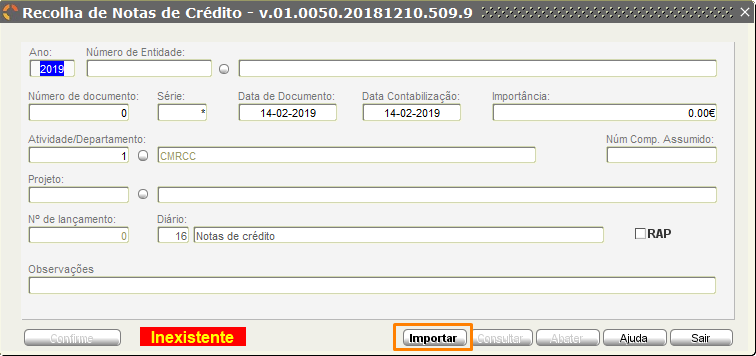 Recolha de Notas de Crédito - v.01.0050.20181210.509.9
Ano: Número de Entidade:
2019
Número de documento: Série: Data de Documento: Data Contabilização: Importância:
0 * 14-02-2019 14-02-2019 0.00€
Atividade/Departamento: Núm Comp. Assumido:
1 CMRCC
Projeto:
Nº de lançamento: Diário:
0 16 Notas de crédito RAP
Observações
Confirme Inexistente Importar Consultar Abater Ajuda Sair